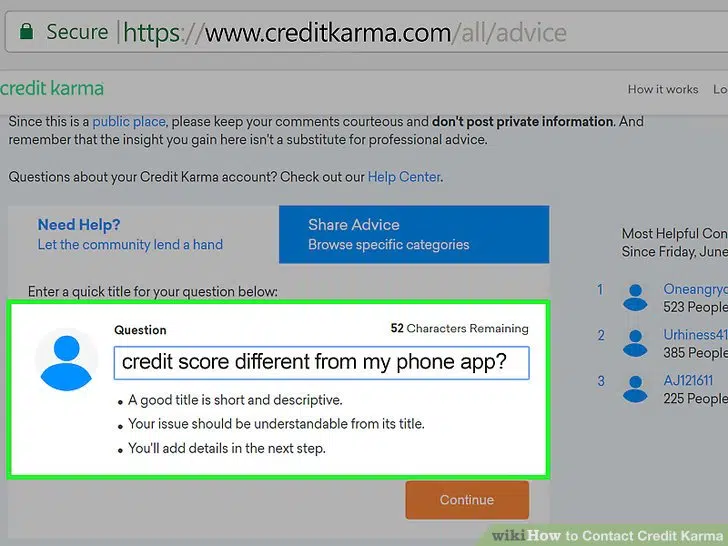 Secure https://www.creditkarma.com/all/advice
credit karma
How it works Lo
Since this is a public place, please keep your comments courteous and don't post private information. And
remember that the insight you gain here isn't a substitute for professional advice.
Questions about your Credit Karma account? Check out our Help Center.
Need Help?
Let the community lend a hand
Share Advice
Browse specific categories
Enter a quick title for your question below:
Question
52 Characters Remaining
credit score different from my phone app?
• A good title is short and descriptive.
• Your issue should be understandable from its title.
• You'll add details in the next step.
Continue
Most Helpful Con
Since Friday, June
1 Oneangryc
523 People
2 Urhiness41
385 People
3 AJ121611
225 People
wikiHow to Contact Credit Karma